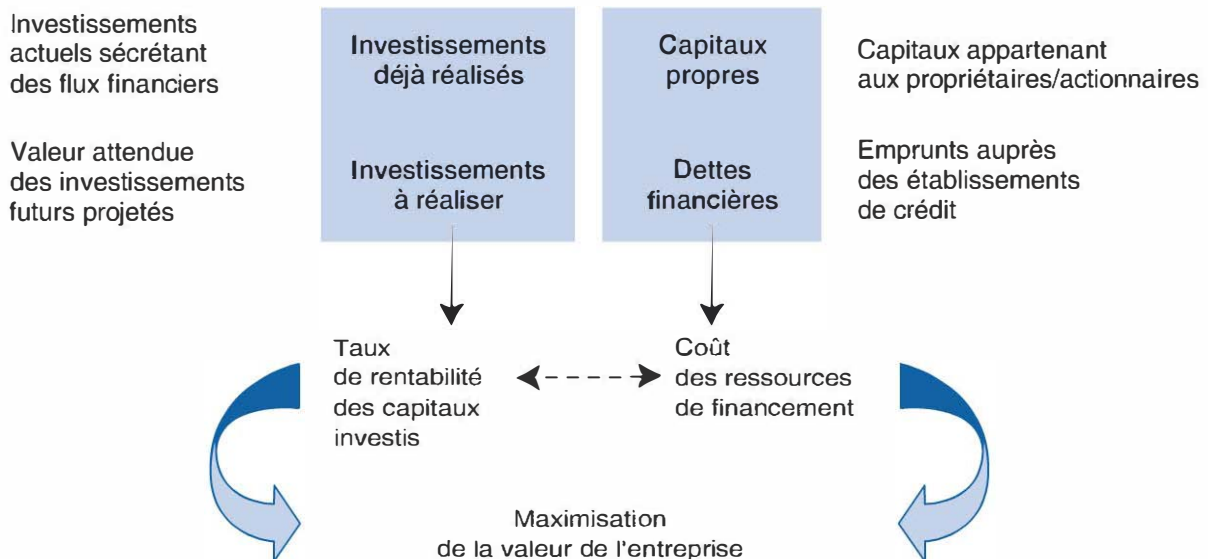 Investissements
actuels sécrétant
des flux financiers
Valeur attendue
des investissements
futurs projetés
Investissements
déjà réalisés
Investissements
à réaliser
Capitaux
propres
Dettes
financières
Capitaux appartenant
aux propriétaires/actionnaires
Emprunts auprès
des établissements
de crédit
Taux
de rentabilité
des capitaux
investis
Coût
des ressources
de financement
Maximisation
de la valeur de l'entreprise